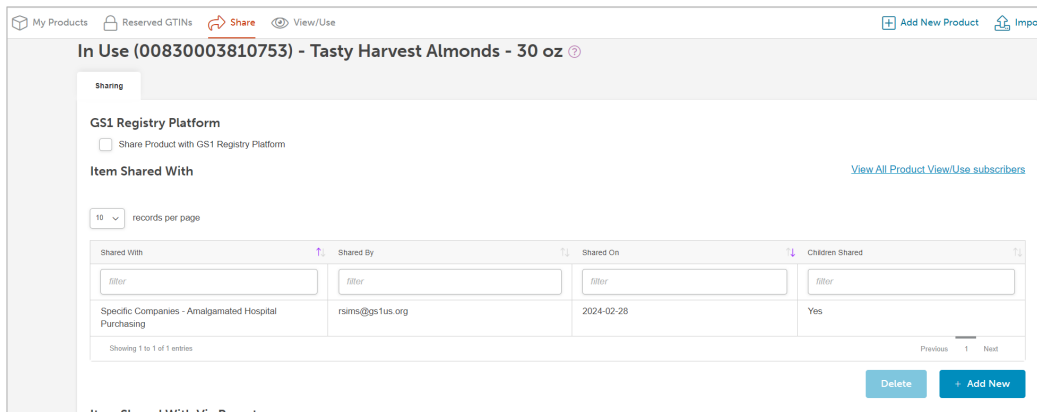 My Products Reserved GTINs Share View/Use Add New Product Impo
In Use (00830003810753) - Tasty Harvest Almonds - 30 oz ?
Sharing
GS1 Registry Platform
Share Product with GS1 Registry Platform
Item Shared With View All Product View/Use subscribers
10 records per page
Shared With Shared By Shared On Children Shared
filter filter filter filter
Specific Companies - Amalgamated Hospital rsims@gs1us.org 2024-02-28 Yes
Purchasing
Showing 1 to 1 of 1 entries Previous 1 Next
Delete + Add New